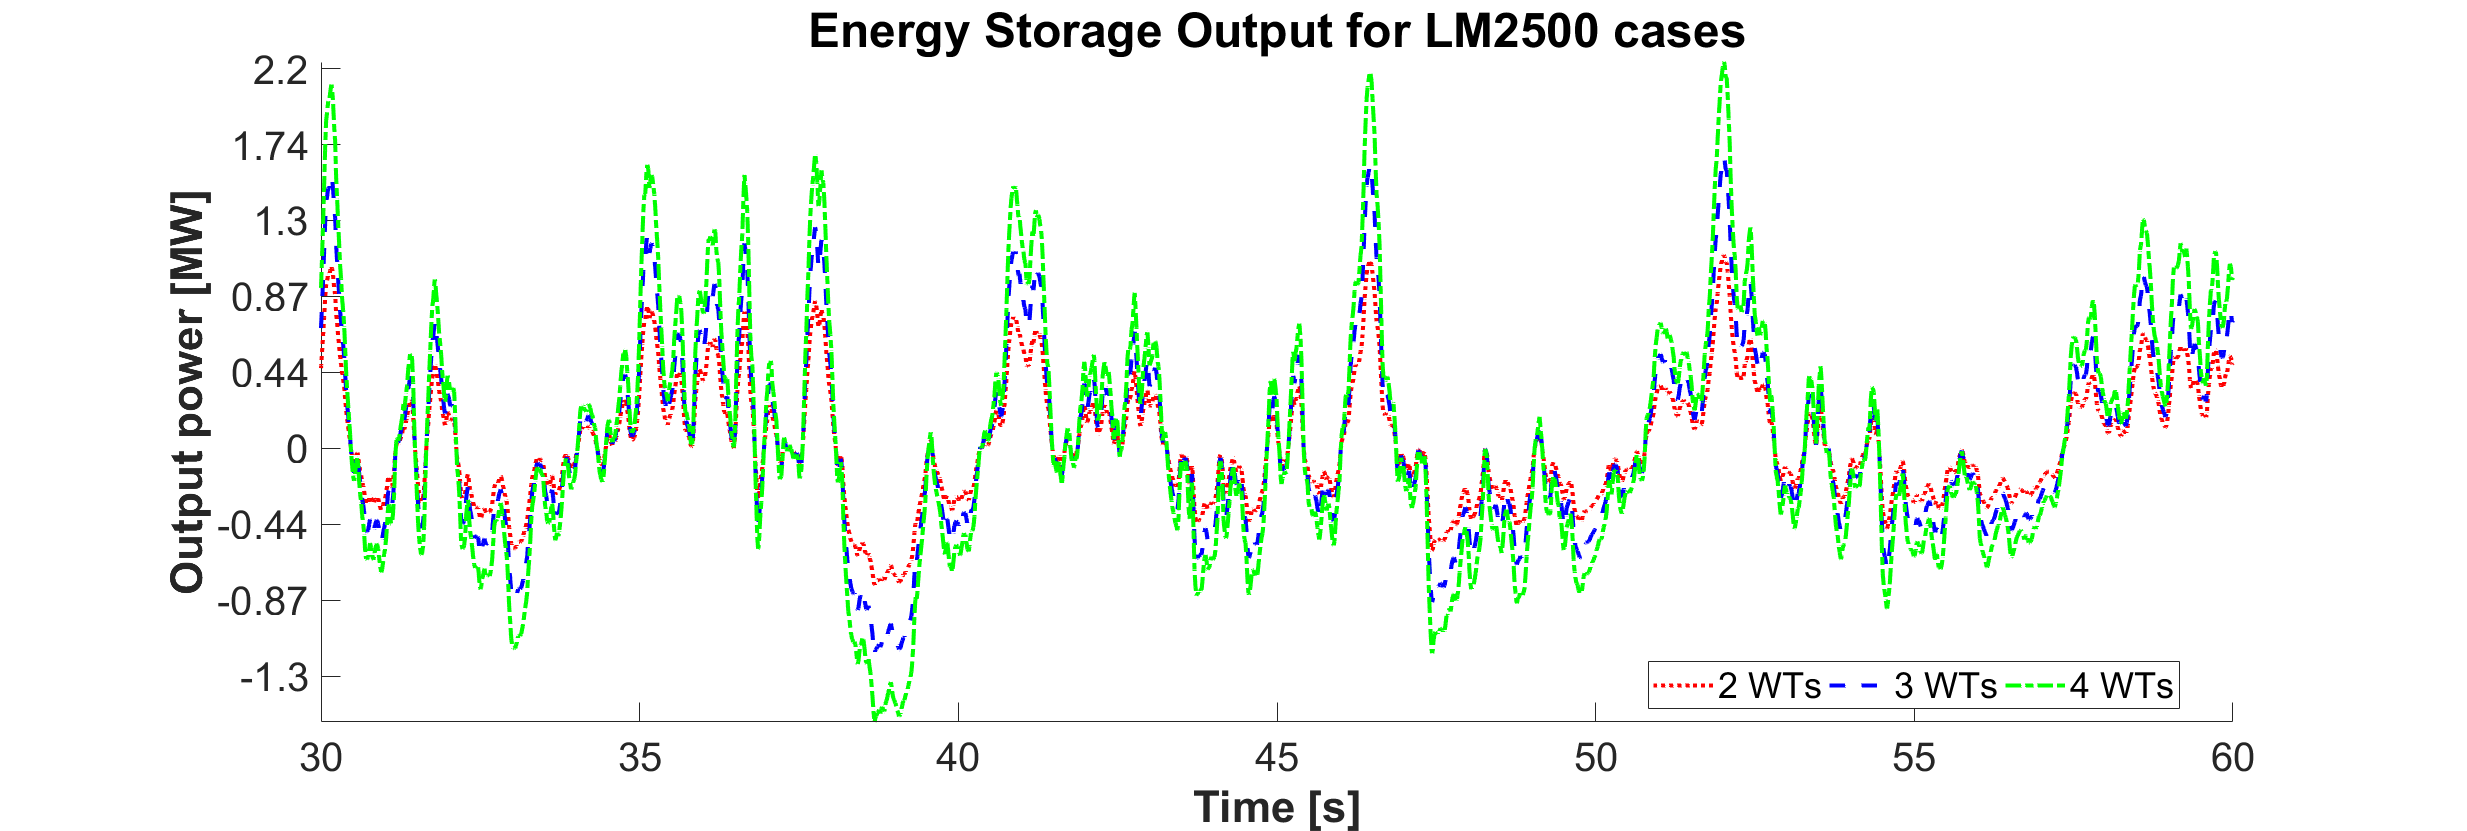 Energy Storage Output for LM2500 cases
Output power [MW]
2.2
1.74
1.3
0.87
0.44
0
-0.44
-0.87
-1.3
2 WTs 3 WTs 4 WTs
30 35 40 45 50 55 60
Time [s]